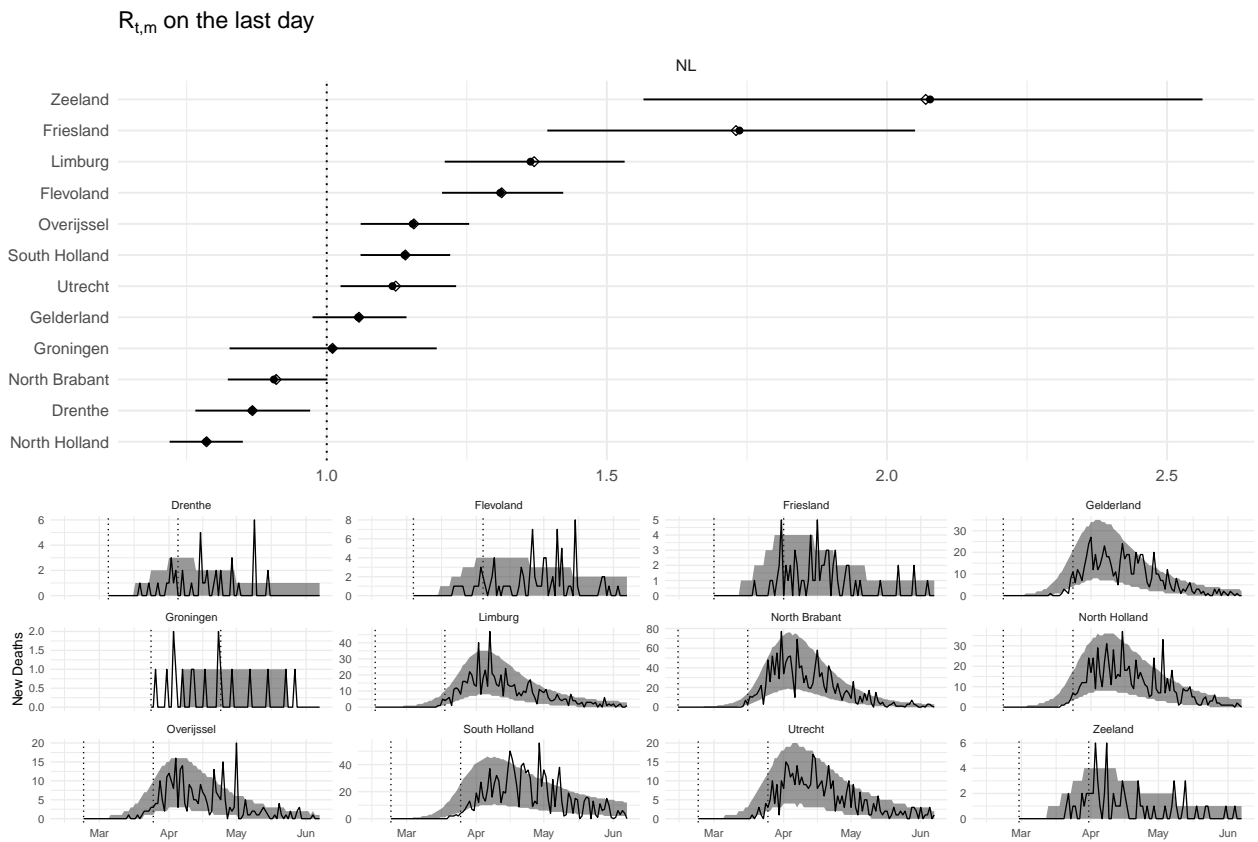 R_t,m on the last day
NL
Zeeland
Friesland
Limburg
Flevoland
Overijssel
South Holland
Utrecht
Gelderland
Groningen
North Brabant
Drenthe
North Holland
1.0 1.5 2.0 2.5
New Deaths
Drenthe Flevoland Friesland Gelderland
6 8 5 30
4 6 4 20
2 4 3 10
0 2 2 0
0 1
0
Groningen Limburg North Brabant North Holland
2.0 40 80 30
1.5 30 60 20
1.0 20 40 10
0.5 10 20 0
0.0 0 0
Overijssel South Holland Utrecht Zeeland
20 40 20 6
15 20 15 4
10 0 10 2
5 5 0
0 0
Mar Apr May Jun Mar Apr May Jun Mar Apr May Jun Mar Apr May Jun